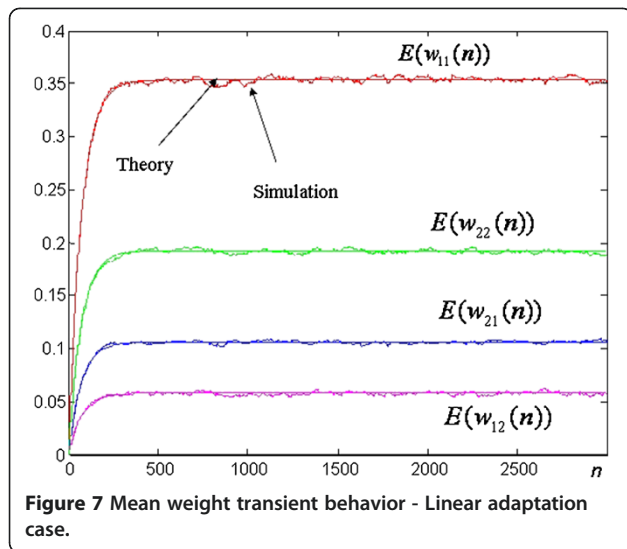 0.4
E(w₁₁(n))
0.35
0.3
Theory
Simulation
0.25
E(w₂₂(n))
0.2
0.15
E(w₂₁(n))
0.1
0.05
E(w₁₂(n))
0
0 500 1000 1500 2000 2500 n
Figure 7 Mean weight transient behavior - Linear adaptation
case.